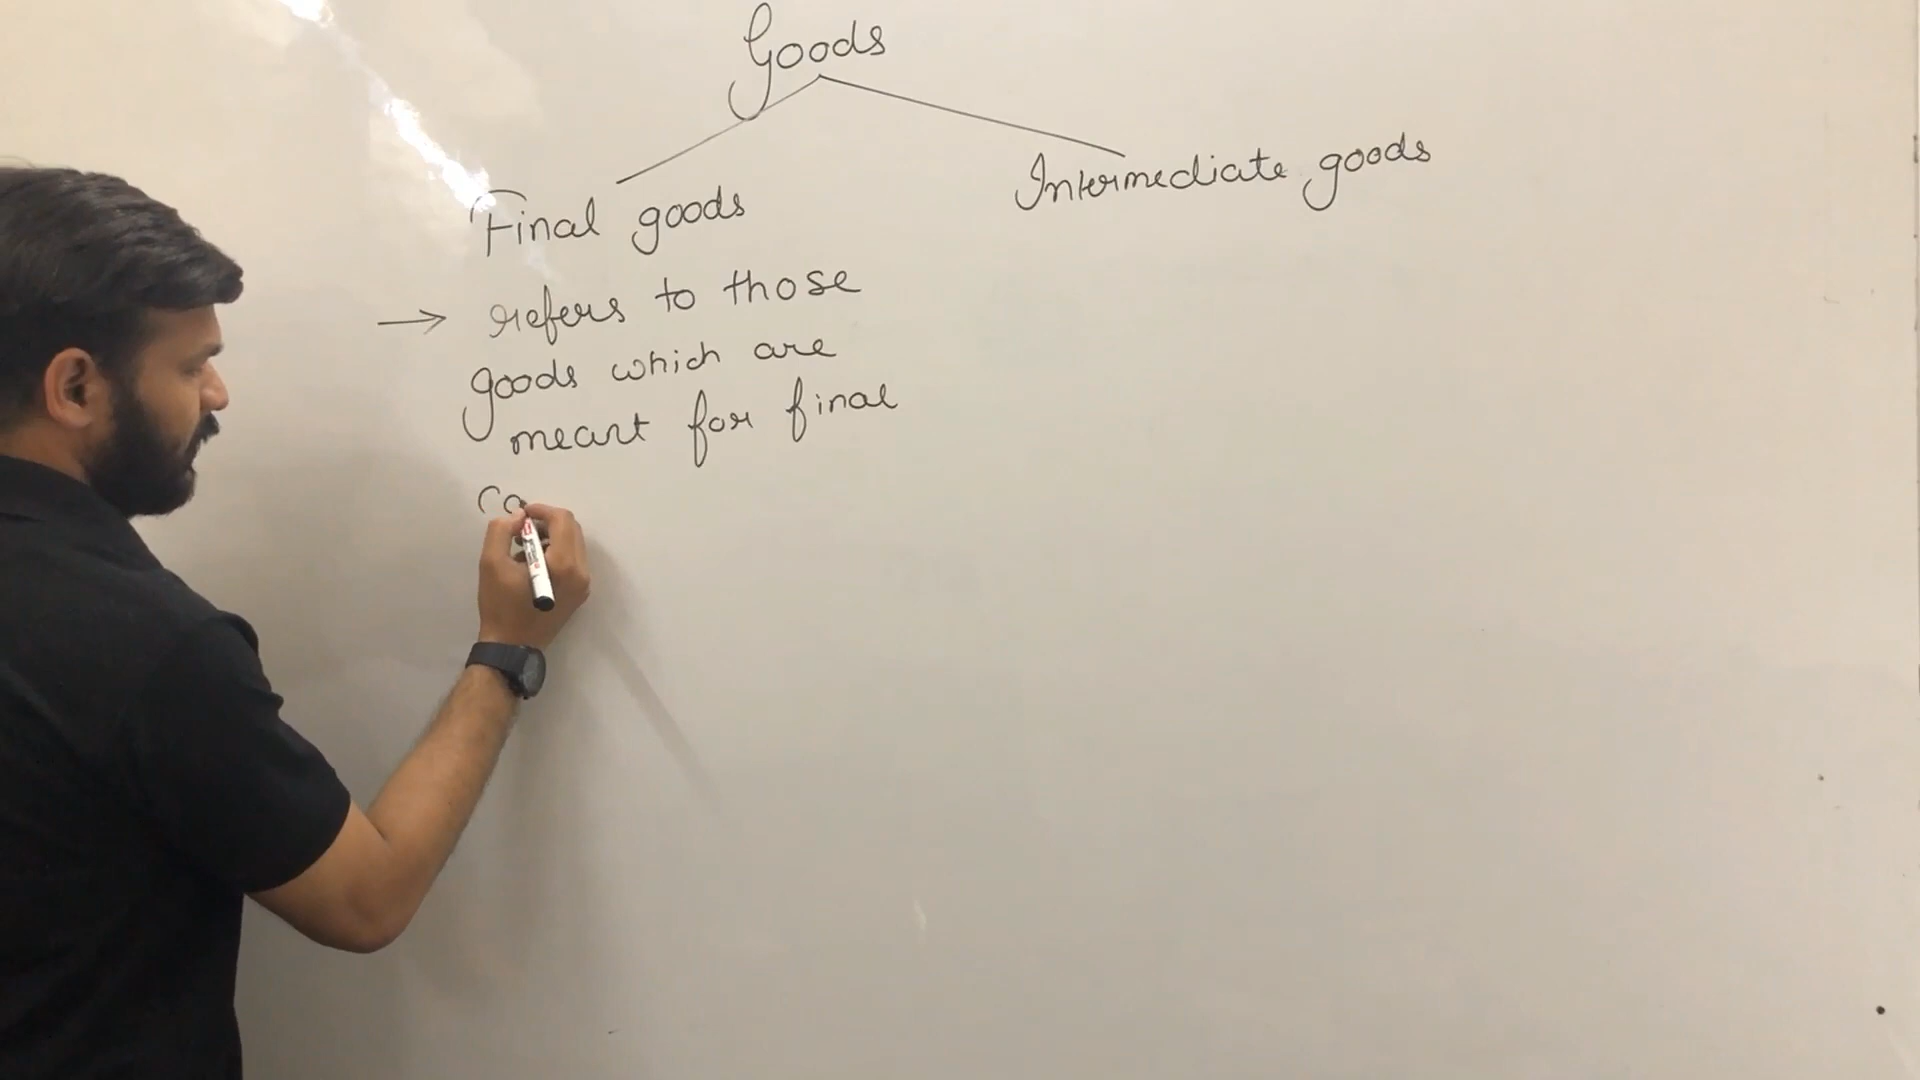 Goods
Final goods
Intermediate goods
→ refers to those
goods which are
meant for final
Co